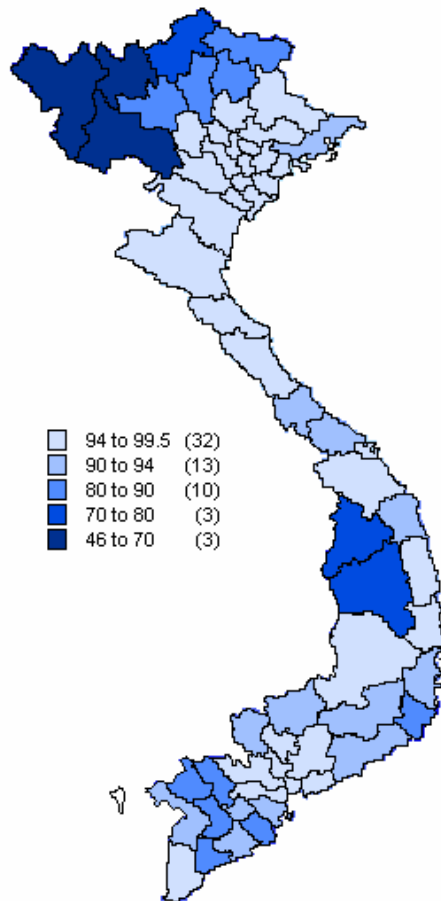 94 to 99.5 (32)
90 to 94 (13)
80 to 90 (10)
70 to 80 (3)
46 to 70 (3)